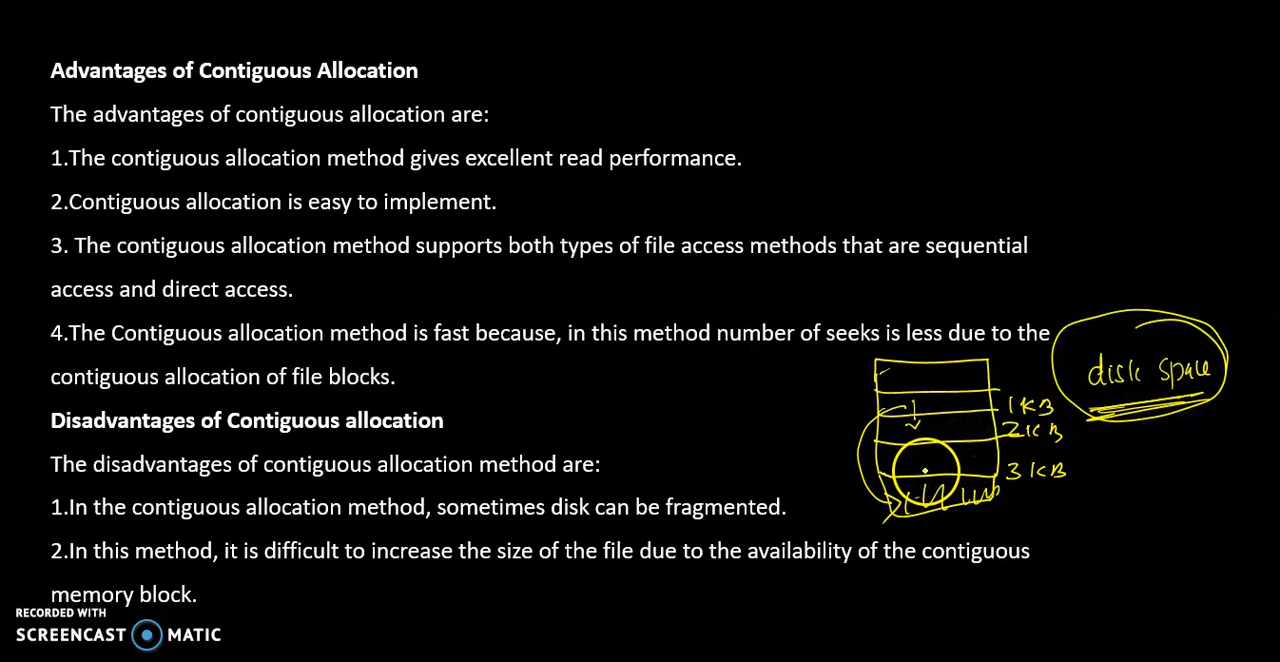 Advantages of Contiguous Allocation
The advantages of contiguous allocation are:
1.The contiguous allocation method gives excellent read performance.
2.Contiguous allocation is easy to implement.
3. The contiguous allocation method supports both types of file access methods that are sequential
access and direct access.
4.The Contiguous allocation method is fast because, in this method number of seeks is less due to the
contiguous allocation of file blocks.
disk space
1KB
2KB
3KB
Disadvantages of Contiguous allocation
The disadvantages of contiguous allocation method are:
1.In the contiguous allocation method, sometimes disk can be fragmented.
2.In this method, it is difficult to increase the size of the file due to the availability of the contiguous
memory block.
RECORDED WITH
SCREENCAST MATIC